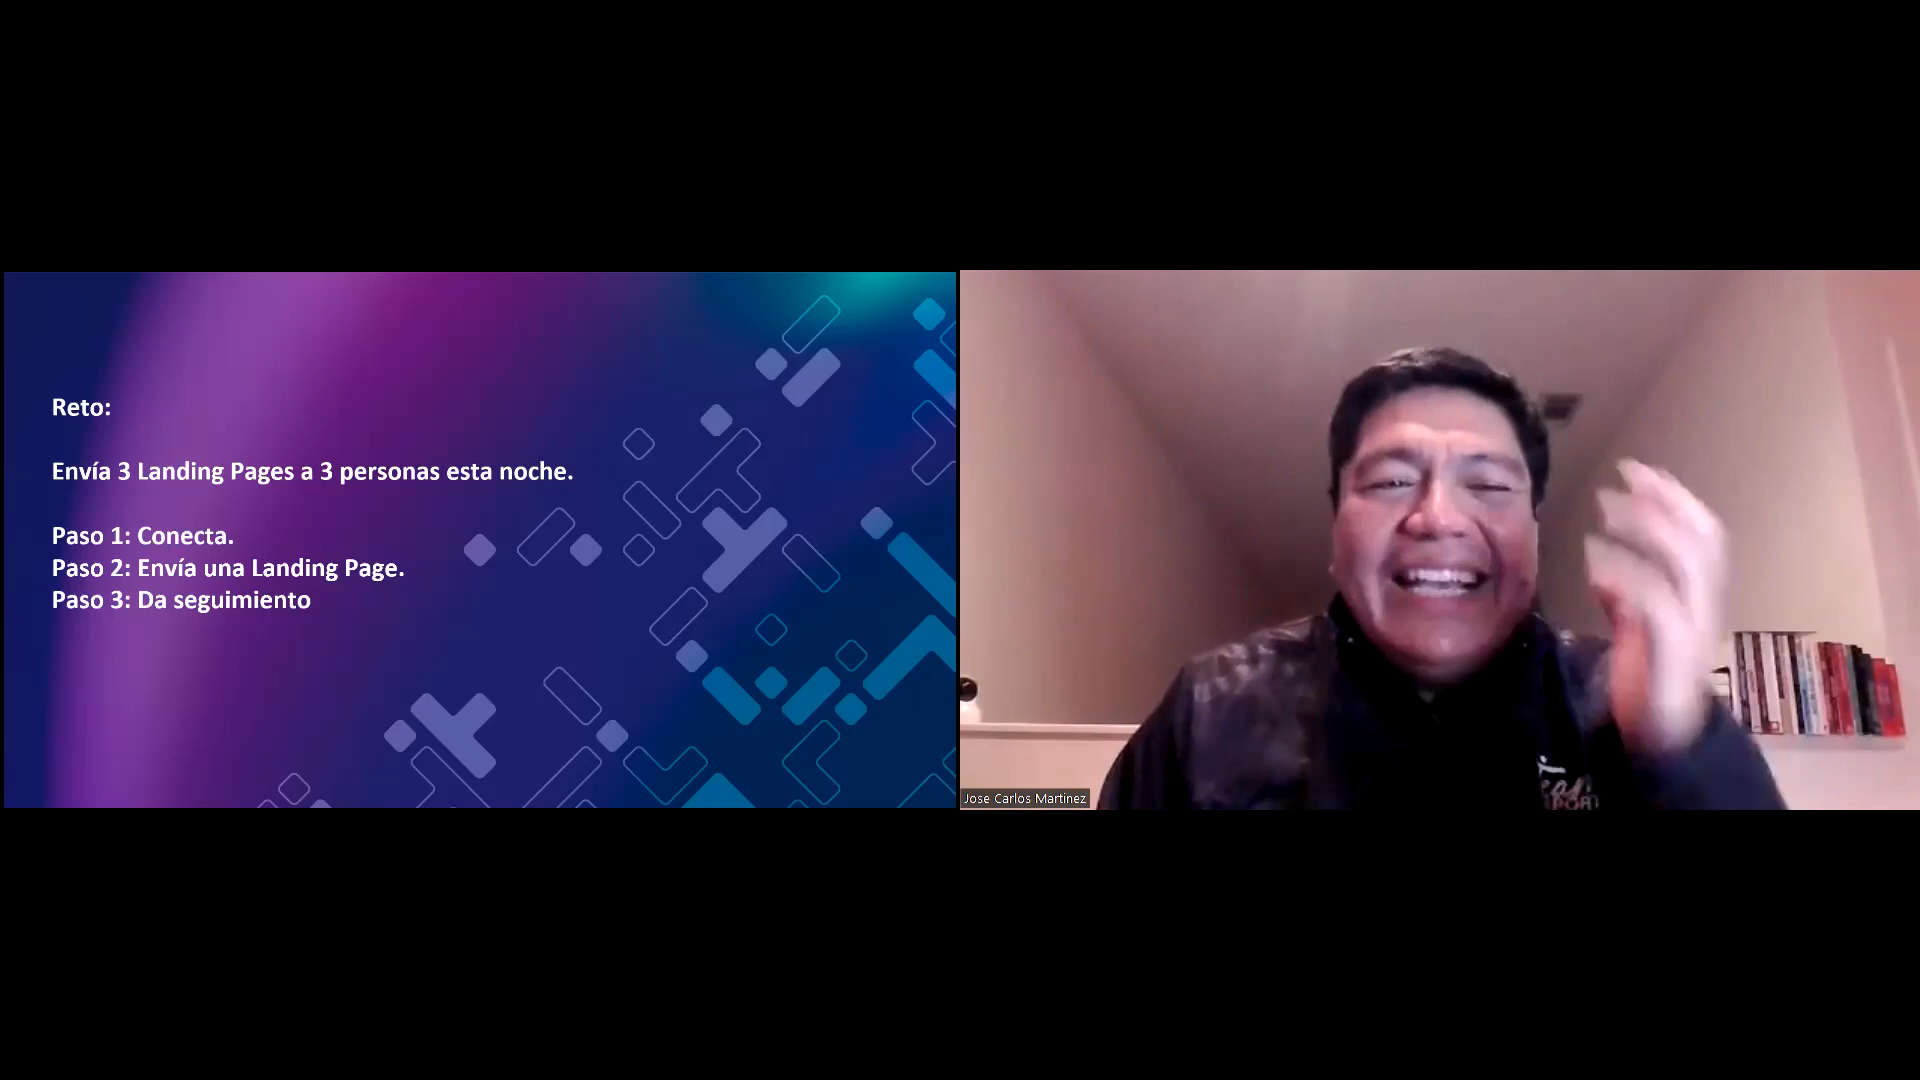 Reto:
Envía 3 Landing Pages a 3 personas esta noche.
Paso 1: Conecta.
Paso 2: Envía una Landing Page.
Paso 3: Da seguimiento
Jose Carlos Martinez